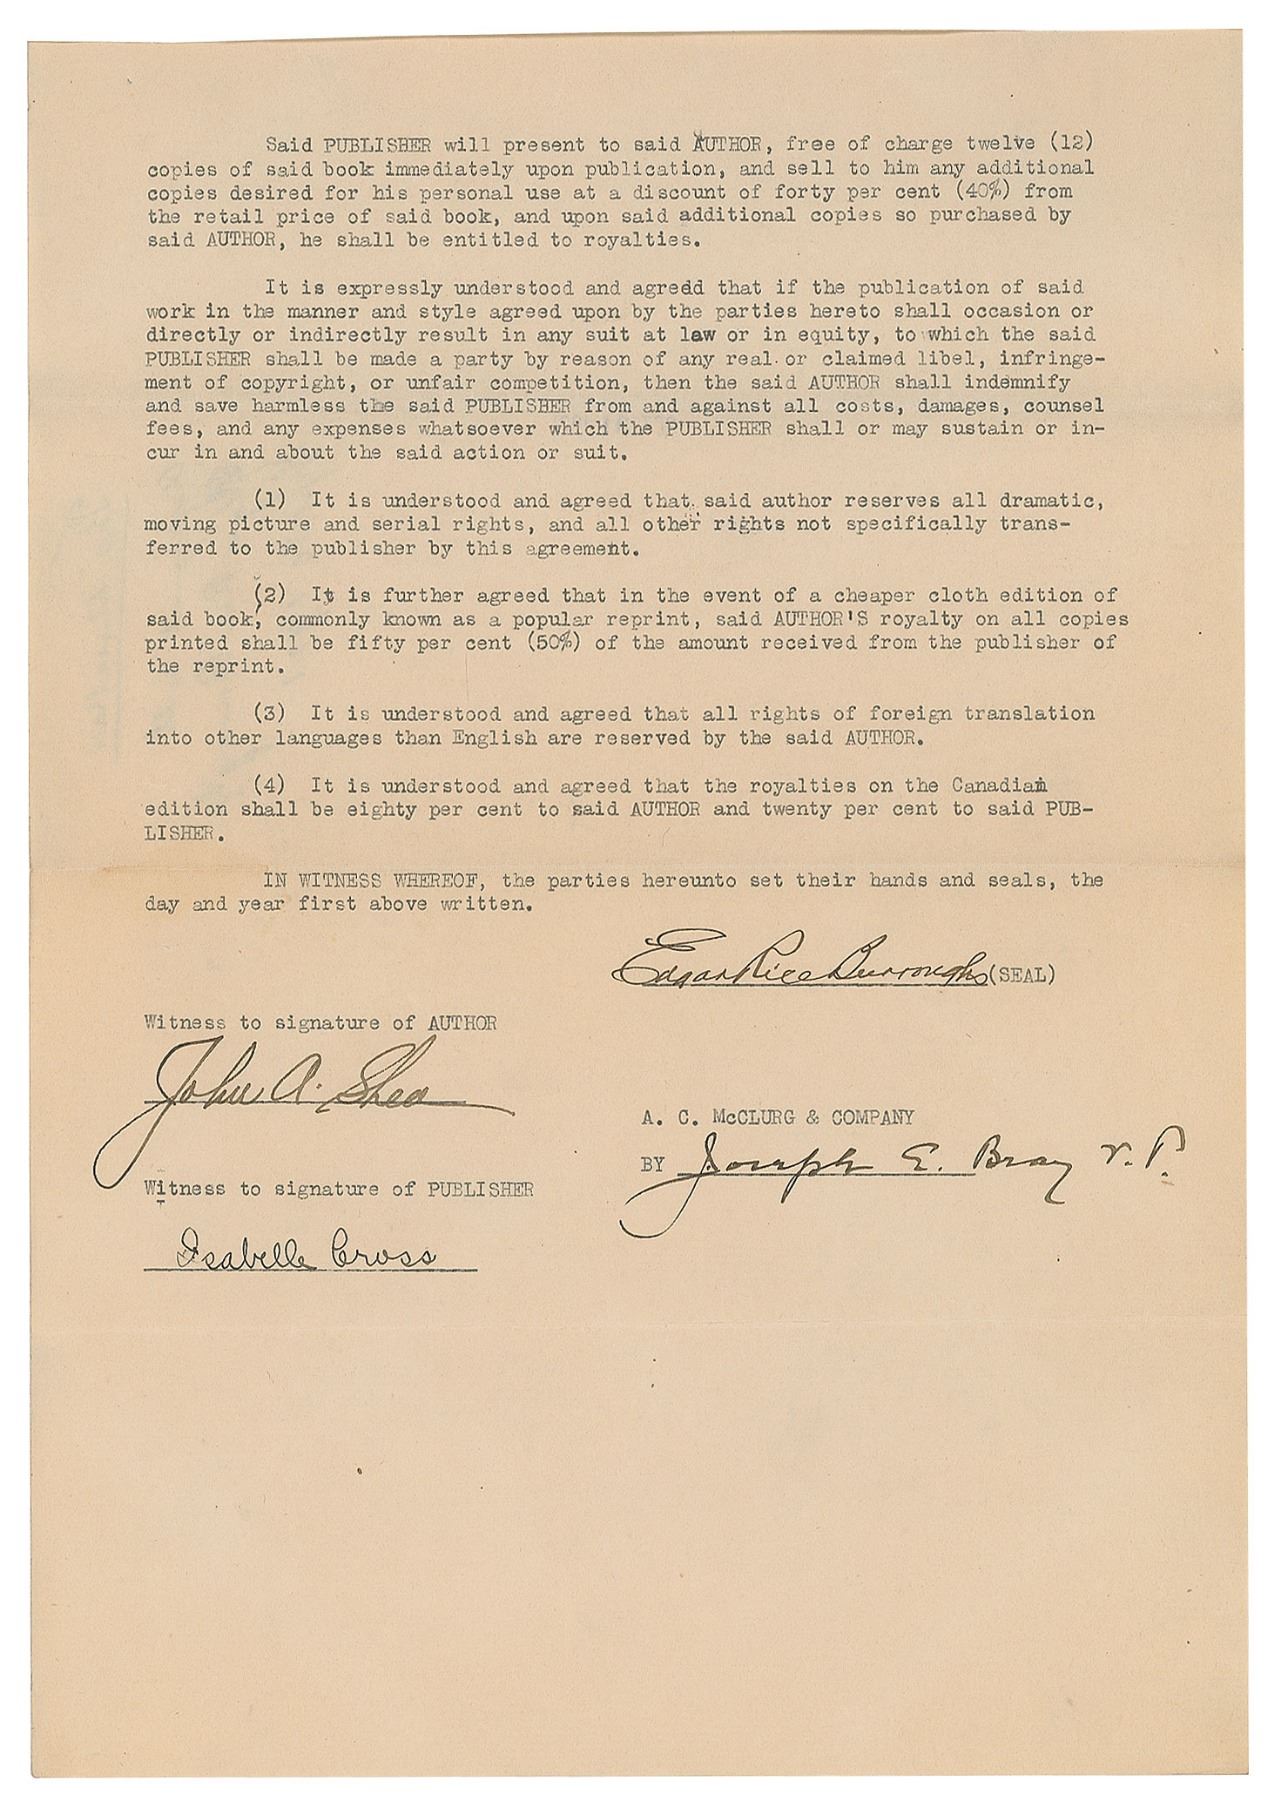 Said PUBLISHER will present to said AUTHOR, free of charge twelve (12)
copies of said book immediately upon publication, and sell to him any additional
copies desired for his personal use at a discount of forty per cent (40%) from
the retail price of said book, and upon said additional copies so purchased by
said AUTHOR, he shall be entitled to royalties.
It is expressly understood and agreed that if the publication of said
work in the manner and style agreed upon by the parties hereto shall occasion or
directly or indirectly result in any suit at law or in equity, to which the said
PUBLISHER shall be made a party by reason of any real or claimed libel, infringe-
ment of copyright, or unfair competition, then the said AUTHOR shall indemnify
and save harmless the said PUBLISHER from and against all costs, damages, counsel
fees, and any expenses whatsoever which the PUBLISHER shall or may sustain or in-
cur in and about the said action or suit.
(1) It is understood and agreed that said author reserves all dramatic,
moving picture and serial rights, and all other rights not specifically trans-
ferred to the publisher by this agreement.
(2) It is further agreed that in the event of a cheaper cloth edition of
said book, commonly known as a popular reprint, said AUTHOR'S royalty on all copies
printed shall be fifty per cent (50%) of the amount received from the publisher of
the reprint.
(3) It is understood and agreed that all rights of foreign translation
into other languages than English are reserved by the said AUTHOR.
(4) It is understood and agreed that the royalties on the Canadian
edition shall be eighty per cent to said AUTHOR and twenty per cent to said PUB-
LISHER.
IN WITNESS WHEREOF, the parties hereunto set their hands and seals, the
day and year first above written.
Edgar Rice Burroughs (SEAL)
Witness to signature of AUTHOR
John A. Shea
A. C. McCLURG & COMPANY
BY Joseph E. Bray V. P.
Witness to signature of PUBLISHER
Isabelle Cross